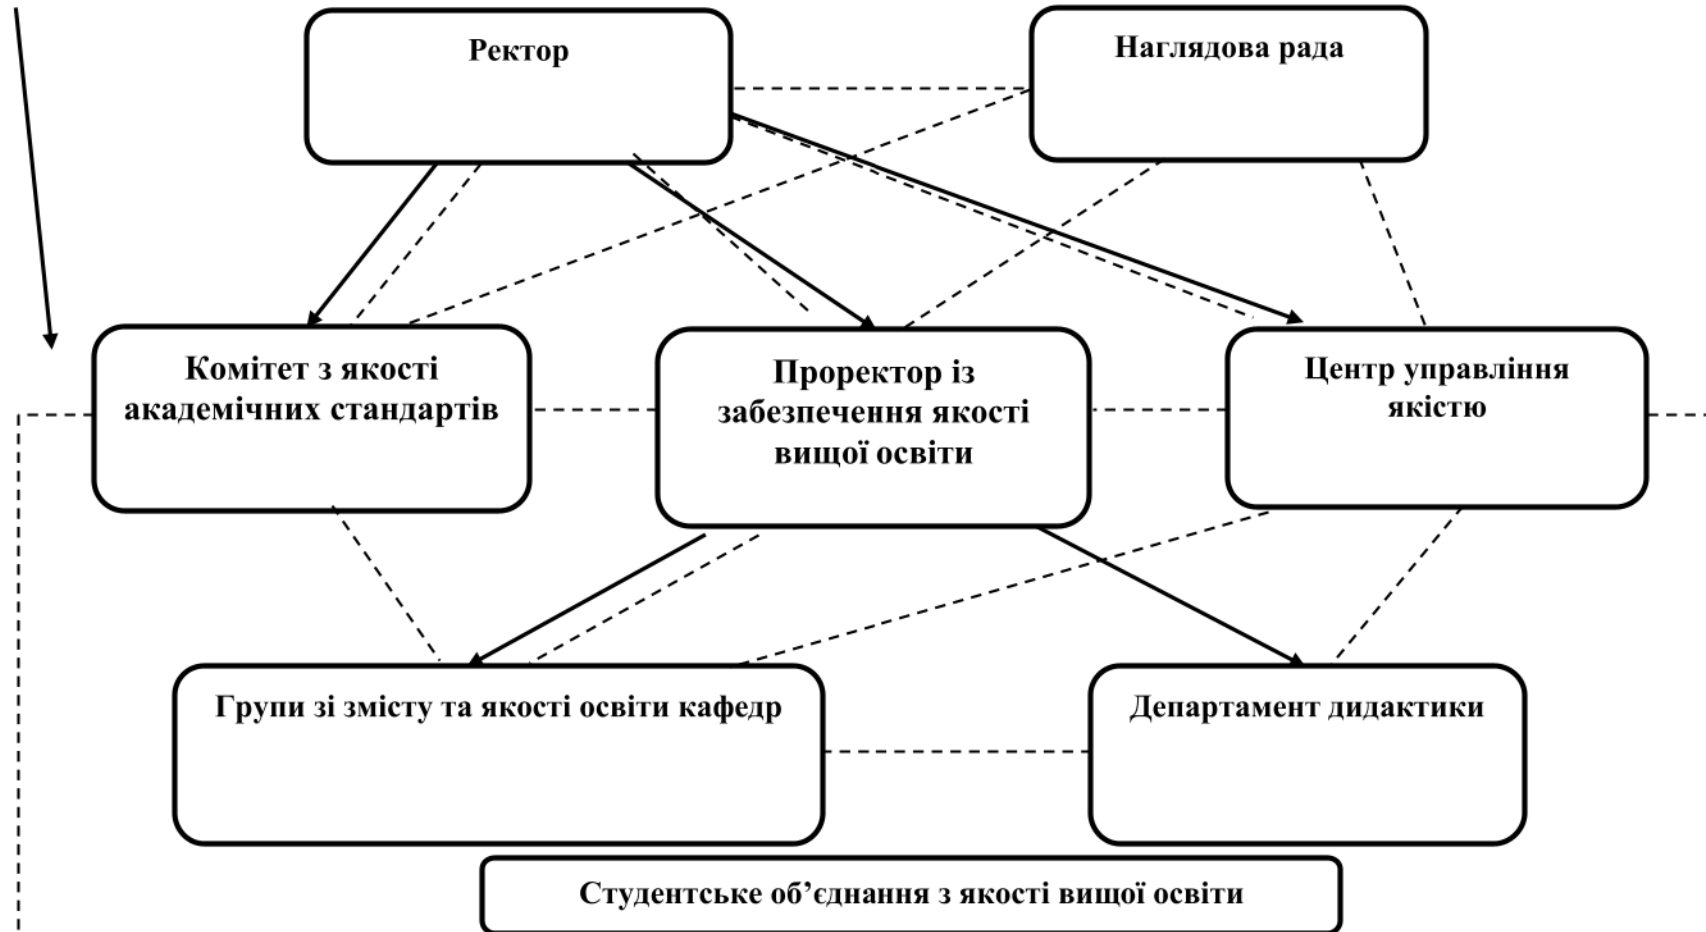 Ректор
Наглядова рада
Комітет з якості
академічних стандартів
Проректор із
забезпечення якості
вищої освіти
Центр управління
якістю
Групи зі змісту та якості освіти кафедр
Департамент дидактики
Студентське об’єднання з якості вищої освіти